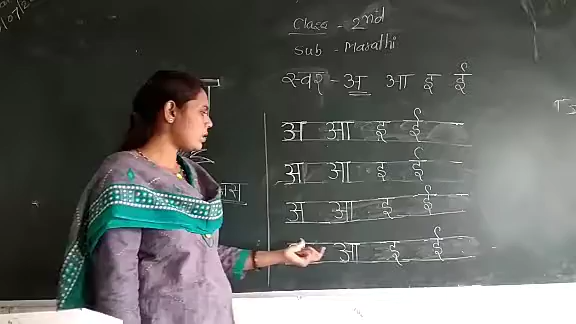 Class - 2nd
Sub - Marathi
स्वर - अ आ इ ई
अ आ इ ई
अ आ इ ई
अ आ इ ई
आ इ ई